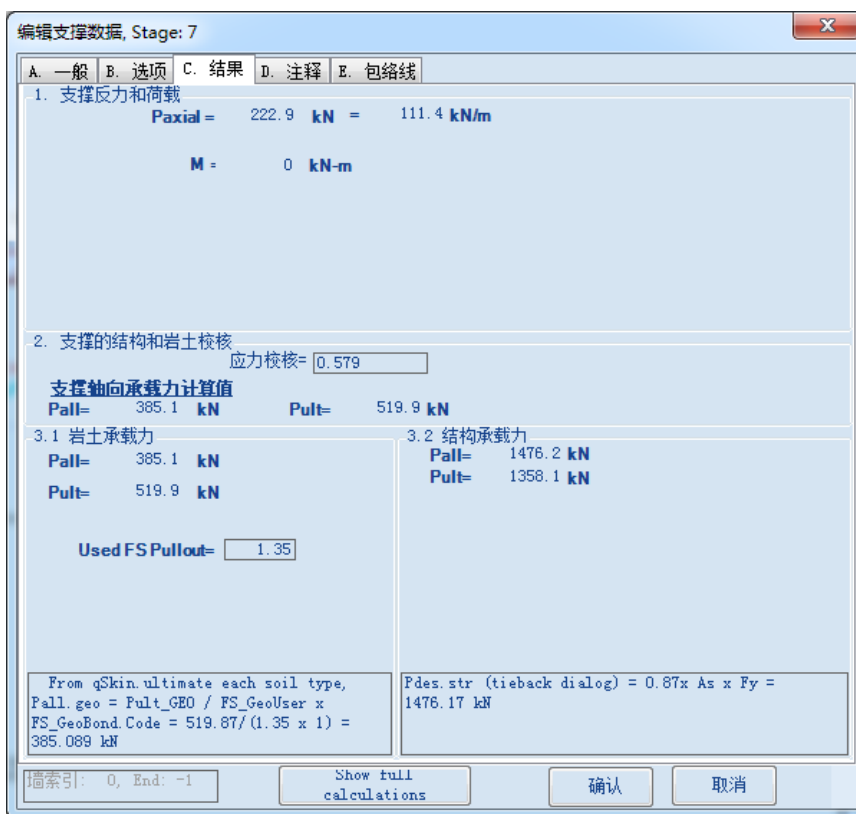 编辑支撑数据, Stage: 7
A. 一般 B. 选项 C. 结果 D. 注释 E. 包络线
1. 支撑反力和荷载
Paxial = 222.9 kN = 111.4 kN/m
M = 0 kN-m
2. 支撑的结构和岩土校核
应力校核= 0.579
支撑轴向承载力计算值
Pall= 385.1 kN Pult= 519.9 kN
3.1 岩土承载力
Pall= 385.1 kN
Pult= 519.9 kN
Used FS Pullout= 1.35
From qSkin.ultimate each soil type,
Pall.geo = Pult_GEO / FS_GeoUser x
FS_GeoBond.Code = 519.87/(1.35 x 1) =
385.089 kN
3.2 结构承载力
Pall= 1476.2 kN
Pult= 1358.1 kN
Pdes.str (tieback dialog) = 0.87x As x Fy =
1476.17 kN
墙索引: 0, End: -1
Show full
calculations
确认
取消